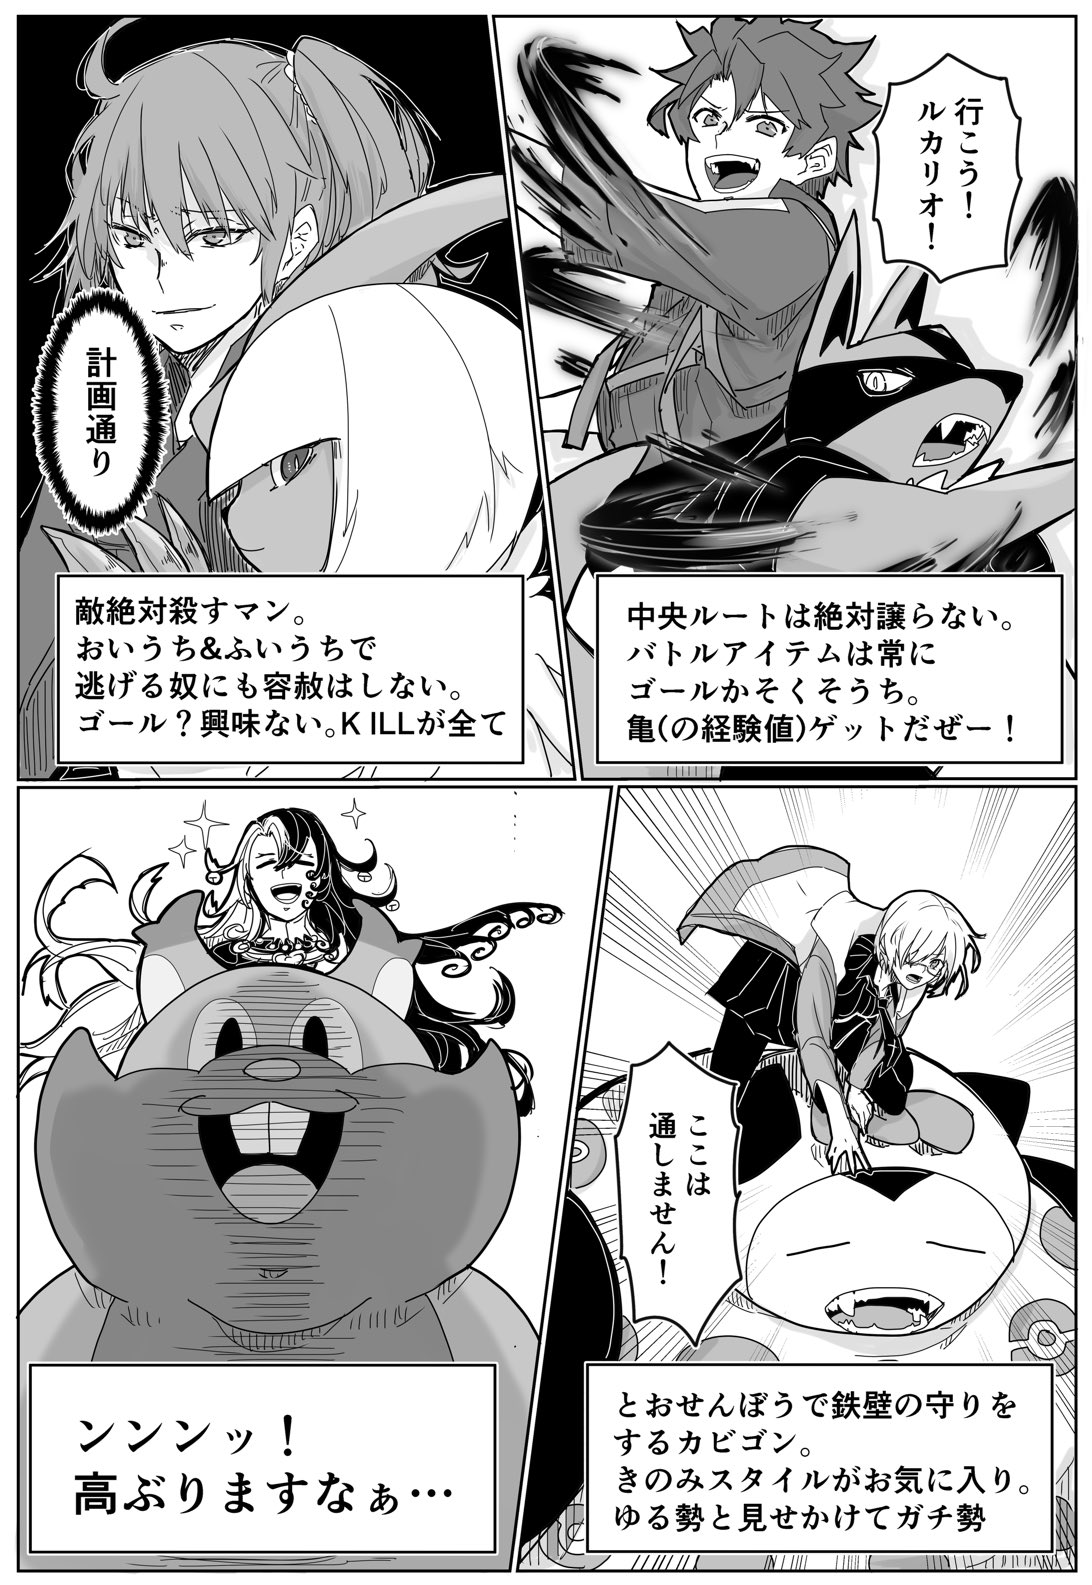 行こう！
ルカリオ！
中央ルートは絶対譲らない。
バトルアイテムは常に
ゴールかそくそうち。
亀(の経験値)ゲットだぜー！
計画通り
敵絶対殺すマン。
おいうち&ふいうちで
逃げる奴にも容赦はしない。
ゴール？興味ない。KILLが全て
ここは
通しません！
とおせんぼうで鉄壁の守りを
するカビゴン。
きのみスタイルがお気に入り。
ゆる勢と見せかけてガチ勢
ンンンッ！
高ぶりますなぁ…